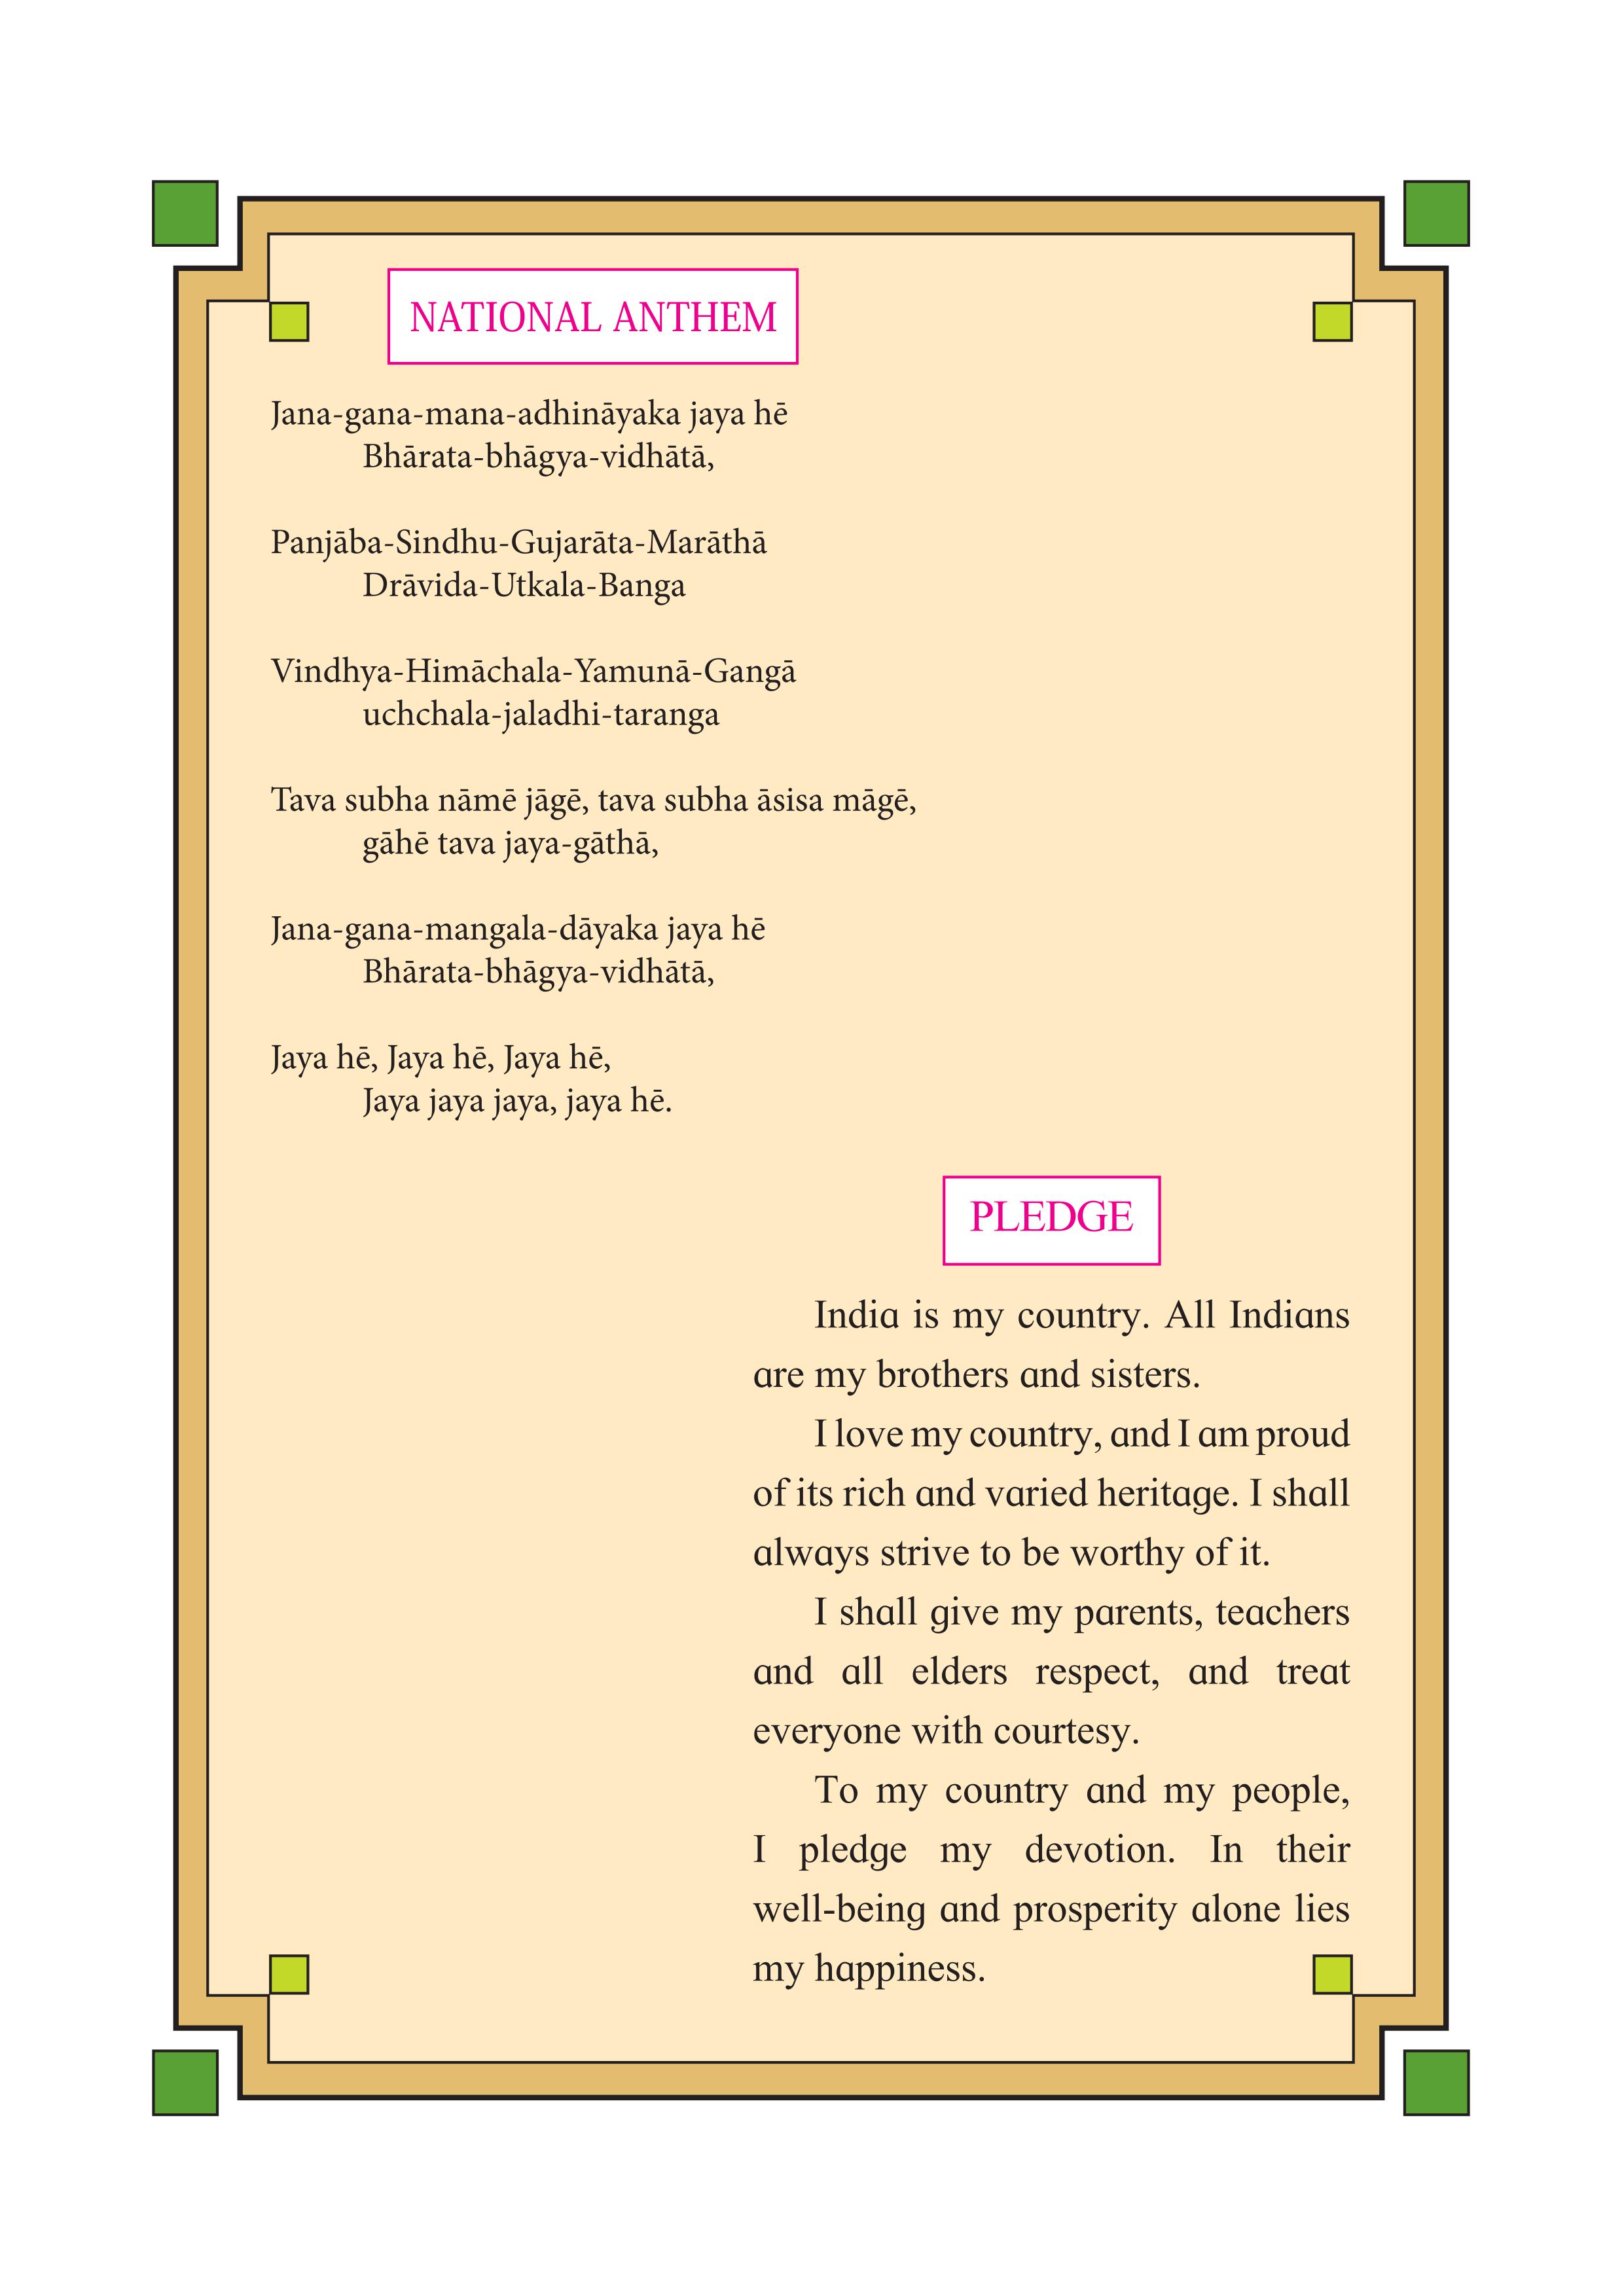 NATIONAL ANTHEM
Jana-gana-mana-adhināyaka jaya hē
Bhārata-bhāgya-vidhātā,
Panjāba-Sindhu-Gujarāta-Marāthā
Drāvida-Utkala-Banga
Vindhya-Himāchala-Yamunā-Gangā
uchchala-jaladhi-taranga
Tava subha nāmē jāgē, tava subha āsisa māgē,
gāhē tava jaya-gāthā,
Jana-gana-mangala-dāyaka jaya hē
Bhārata-bhāgya-vidhātā,
Jaya hē, Jaya hē, Jaya hē,
Jaya jaya jaya, jaya hē.
PLEDGE
India is my country. All Indians
are my brothers and sisters.
I love my country, and I am proud
of its rich and varied heritage. I shall
always strive to be worthy of it.
I shall give my parents, teachers
and all elders respect, and treat
everyone with courtesy.
To my country and my people,
I pledge my devotion. In their
well-being and prosperity alone lies
my happiness.